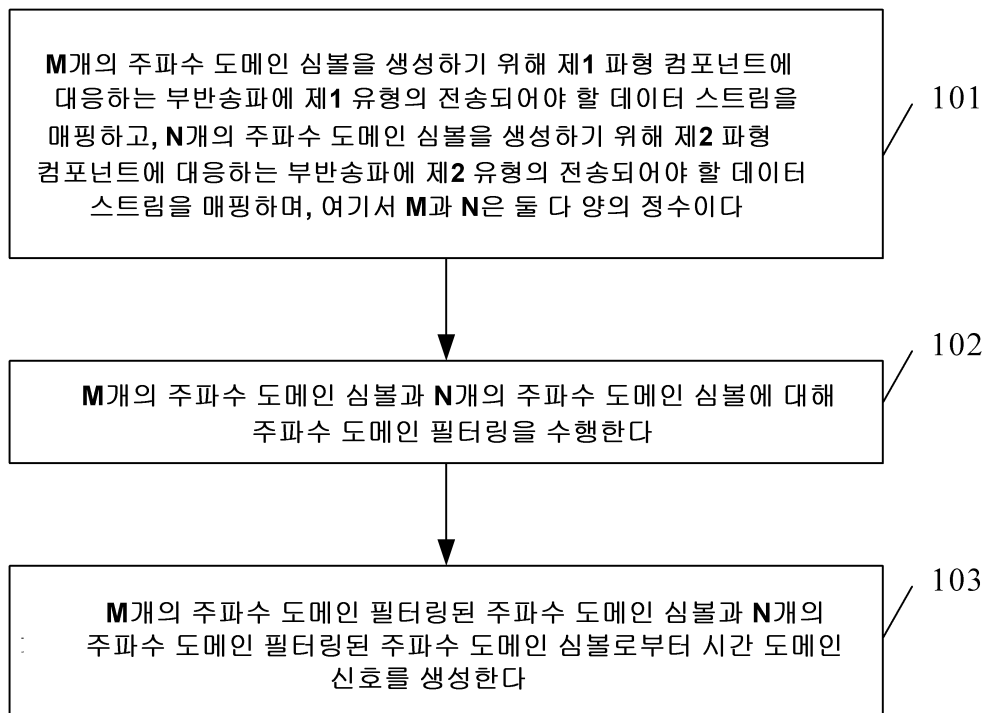 M개의 주파수 도메인 심볼을 생성하기 위해 제1 파형 컴포넌트에
대응하는 부반송파에 제1 유형의 전송되어야 할 데이터 스트림을
매핑하고, N개의 주파수 도메인 심볼을 생성하기 위해 제2 파형
컴포넌트에 대응하는 부반송파에 제2 유형의 전송되어야 할 데이터
스트림을 매핑하며, 여기서 M과 N은 둘 다 양의 정수이다
101
M개의 주파수 도메인 심볼과 N개의 주파수 도메인 심볼에 대해
주파수 도메인 필터링을 수행한다
102
M개의 주파수 도메인 필터링된 주파수 도메인 심볼과 N개의
주파수 도메인 필터링된 주파수 도메인 심볼로부터 시간 도메인
신호를 생성한다
103